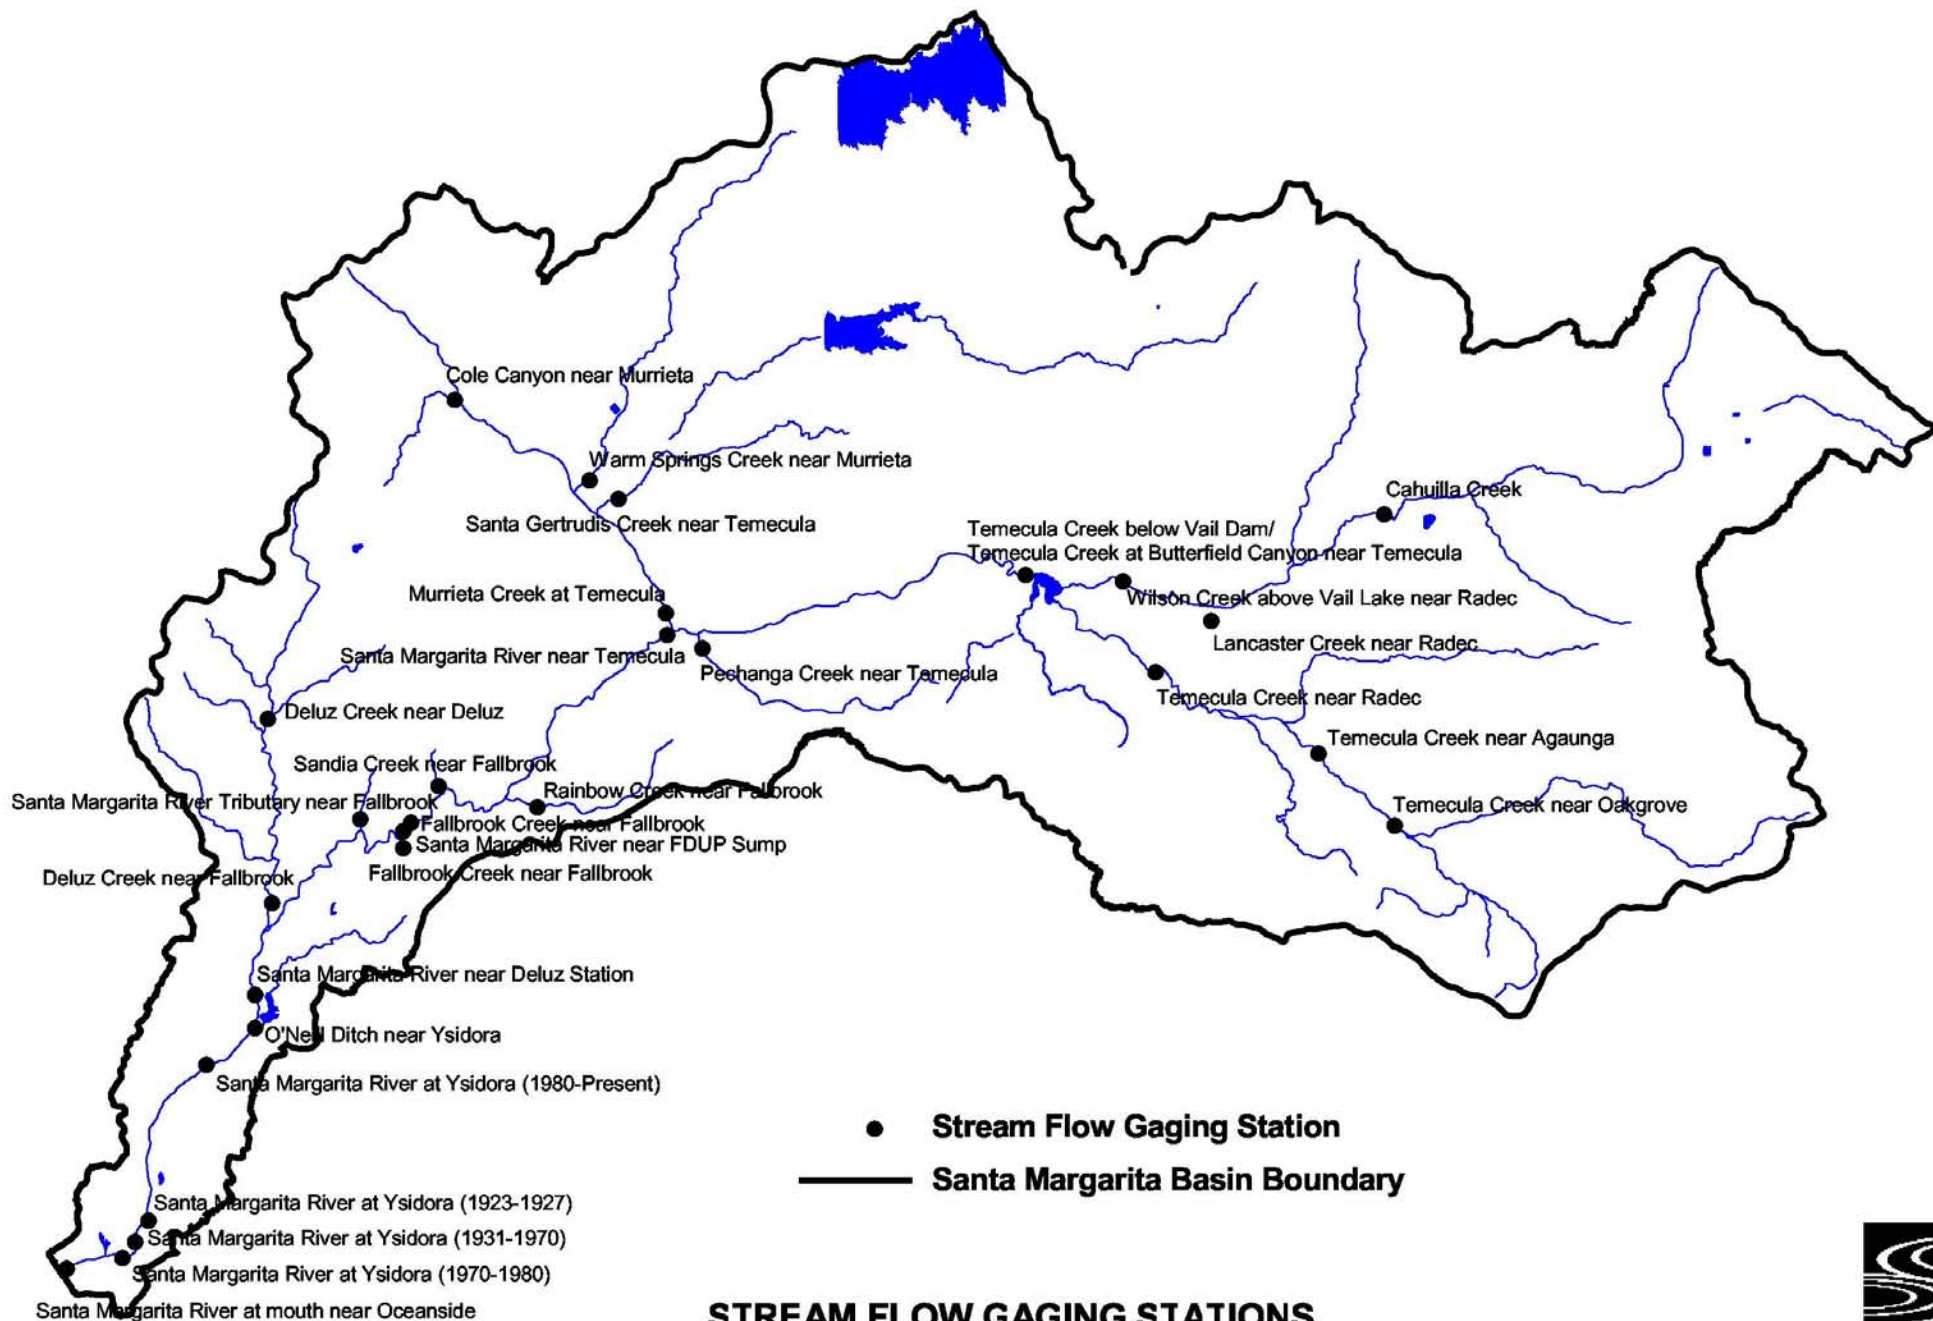 Cole Canyon near Murrieta
Warm Springs Creek near Murrieta
Cahuilla Creek
Santa Gertrudis Creek near Temecula
Temecula Creek below Vail Dam/
Temecula Creek at Butterfield Canyon near Temecula
Murrieta Creek at Temecula
Wilson Creek above Vail Lake near Radec
Lancaster Creek near Radec
Santa Margarita River near Temecula
Pechanga Creek near Temecula
Temecula Creek near Radec
Deluz Creek near Deluz
Temecula Creek near Agaunga
Sandia Creek near Fallbrook
Rainbow Creek near Fallbrook
Santa Margarita River Tributary near Fallbrook
Temecula Creek near Oakgrove
Fallbrook Creek near Fallbrook
Santa Margarita River near FDUP Sump
Fallbrook Creek near Fallbrook
Deluz Creek near Fallbrook
Santa Margarita River near Deluz Station
O'Neill Ditch near Ysidora
Santa Margarita River at Ysidora (1980-Present)
Stream Flow Gaging Station
Santa Margarita Basin Boundary
Santa Margarita River at Ysidora (1923-1927)
Santa Margarita River at Ysidora (1931-1970)
Santa Margarita River at Ysidora (1970-1980)
Santa Margarita River at mouth near Oceanside
STREAM FLOW GAGING STATIONS